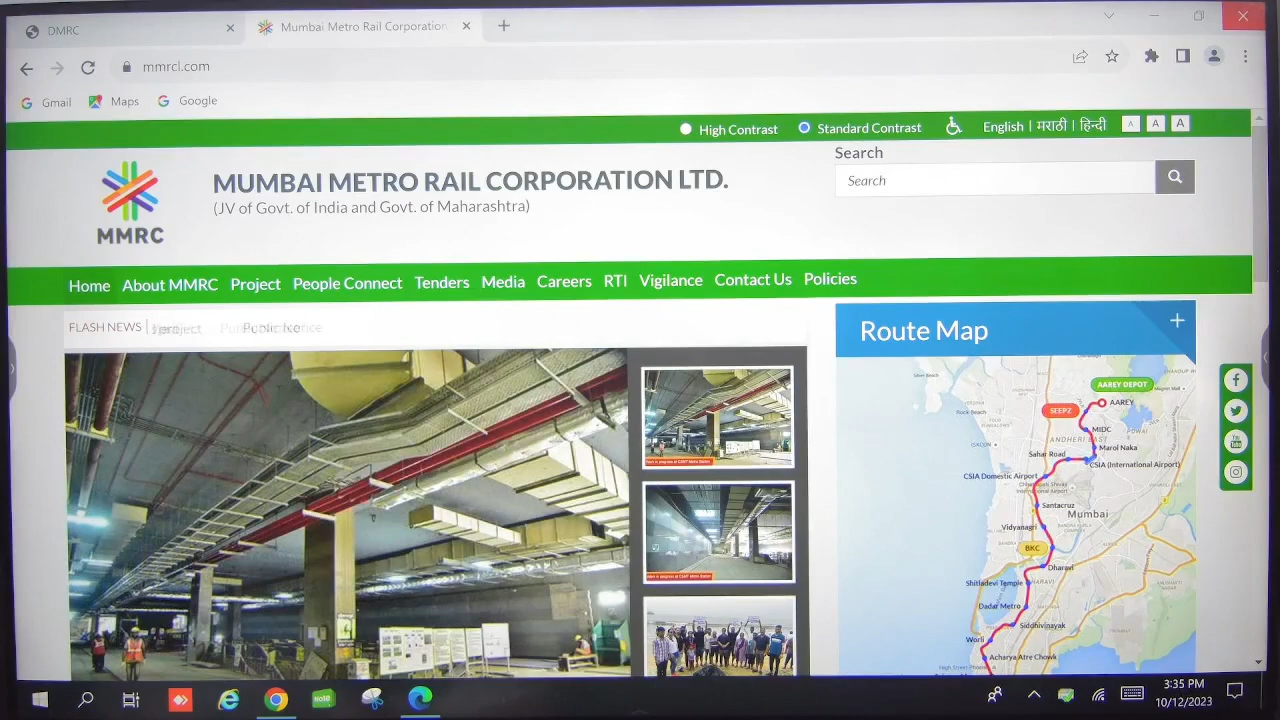 DMRC
Mumbai Metro Rail Corporation
mmrcl.com
Gmail Maps Google
High Contrast Standard Contrast English | मराठी | हिन्दी A A A
Search
MUMBAI METRO RAIL CORPORATION LTD.
Search
(JV of Govt. of India and Govt. of Maharashtra)
MMRC
Home About MMRC Project People Connect Tenders Media Careers RTI Vigilance Contact Us Policies
FLASH NEWS
Route Map
AAREY DEPOT
AAREY
SEEPZ
MIDC
ANDHERI EAST
Marol Naka
Sahar Road
CSIA (International Airport)
CSIA Domestic Airport
Santacruz
Mumbai
Vidyanagri
BKC
Dharavi
Shitladevi Temple
DHARAVI
Dadar Metro
Siddhivinayak
Worli
Acharya Atre Chowk
3:35 PM
10/12/2023